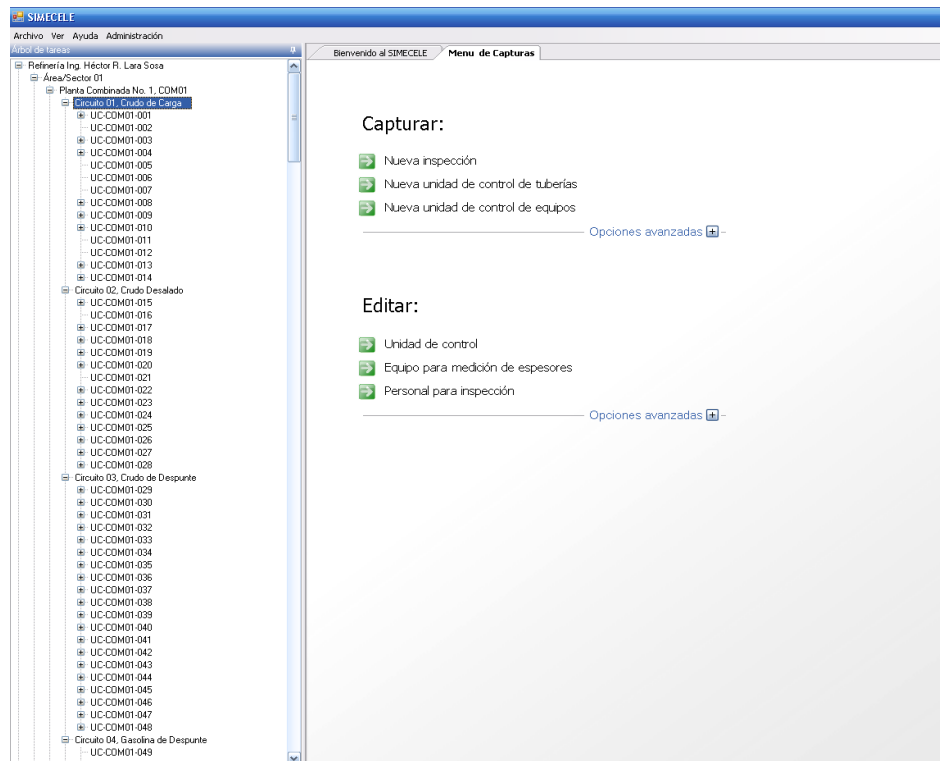 SIMECELE
Archivo Ver Ayuda Administración
Árbol de tareas
Bienvenido al SIMECELE Menu de Capturas
Refinería Ing. Héctor R. Lara Sosa
Área/Sector 01
Planta Combinada No. 1, COM01
Circuito 01, Crudo de Carga
UC-COM01-001
UC-COM01-002
UC-COM01-003
UC-COM01-004
UC-COM01-005
UC-COM01-006
UC-COM01-007
UC-COM01-008
UC-COM01-009
UC-COM01-010
UC-COM01-011
UC-COM01-012
UC-COM01-013
UC-COM01-014
Circuito 02, Crudo Desalado
UC-COM01-015
UC-COM01-016
UC-COM01-017
UC-COM01-018
UC-COM01-019
UC-COM01-020
UC-COM01-021
UC-COM01-022
UC-COM01-023
UC-COM01-024
UC-COM01-025
UC-COM01-026
UC-COM01-027
UC-COM01-028
Circuito 03, Crudo de Despunte
UC-COM01-029
UC-COM01-030
UC-COM01-031
UC-COM01-032
UC-COM01-033
UC-COM01-034
UC-COM01-035
UC-COM01-036
UC-COM01-037
UC-COM01-038
UC-COM01-039
UC-COM01-040
UC-COM01-041
UC-COM01-042
UC-COM01-043
UC-COM01-044
UC-COM01-045
UC-COM01-046
UC-COM01-047
UC-COM01-048
Circuito 04, Gasolina de Despunte
UC-COM01-049
Capturar:
Nueva inspección
Nueva unidad de control de tuberías
Nueva unidad de control de equipos
Opciones avanzadas
Editar:
Unidad de control
Equipo para medición de espesores
Personal para inspección
Opciones avanzadas